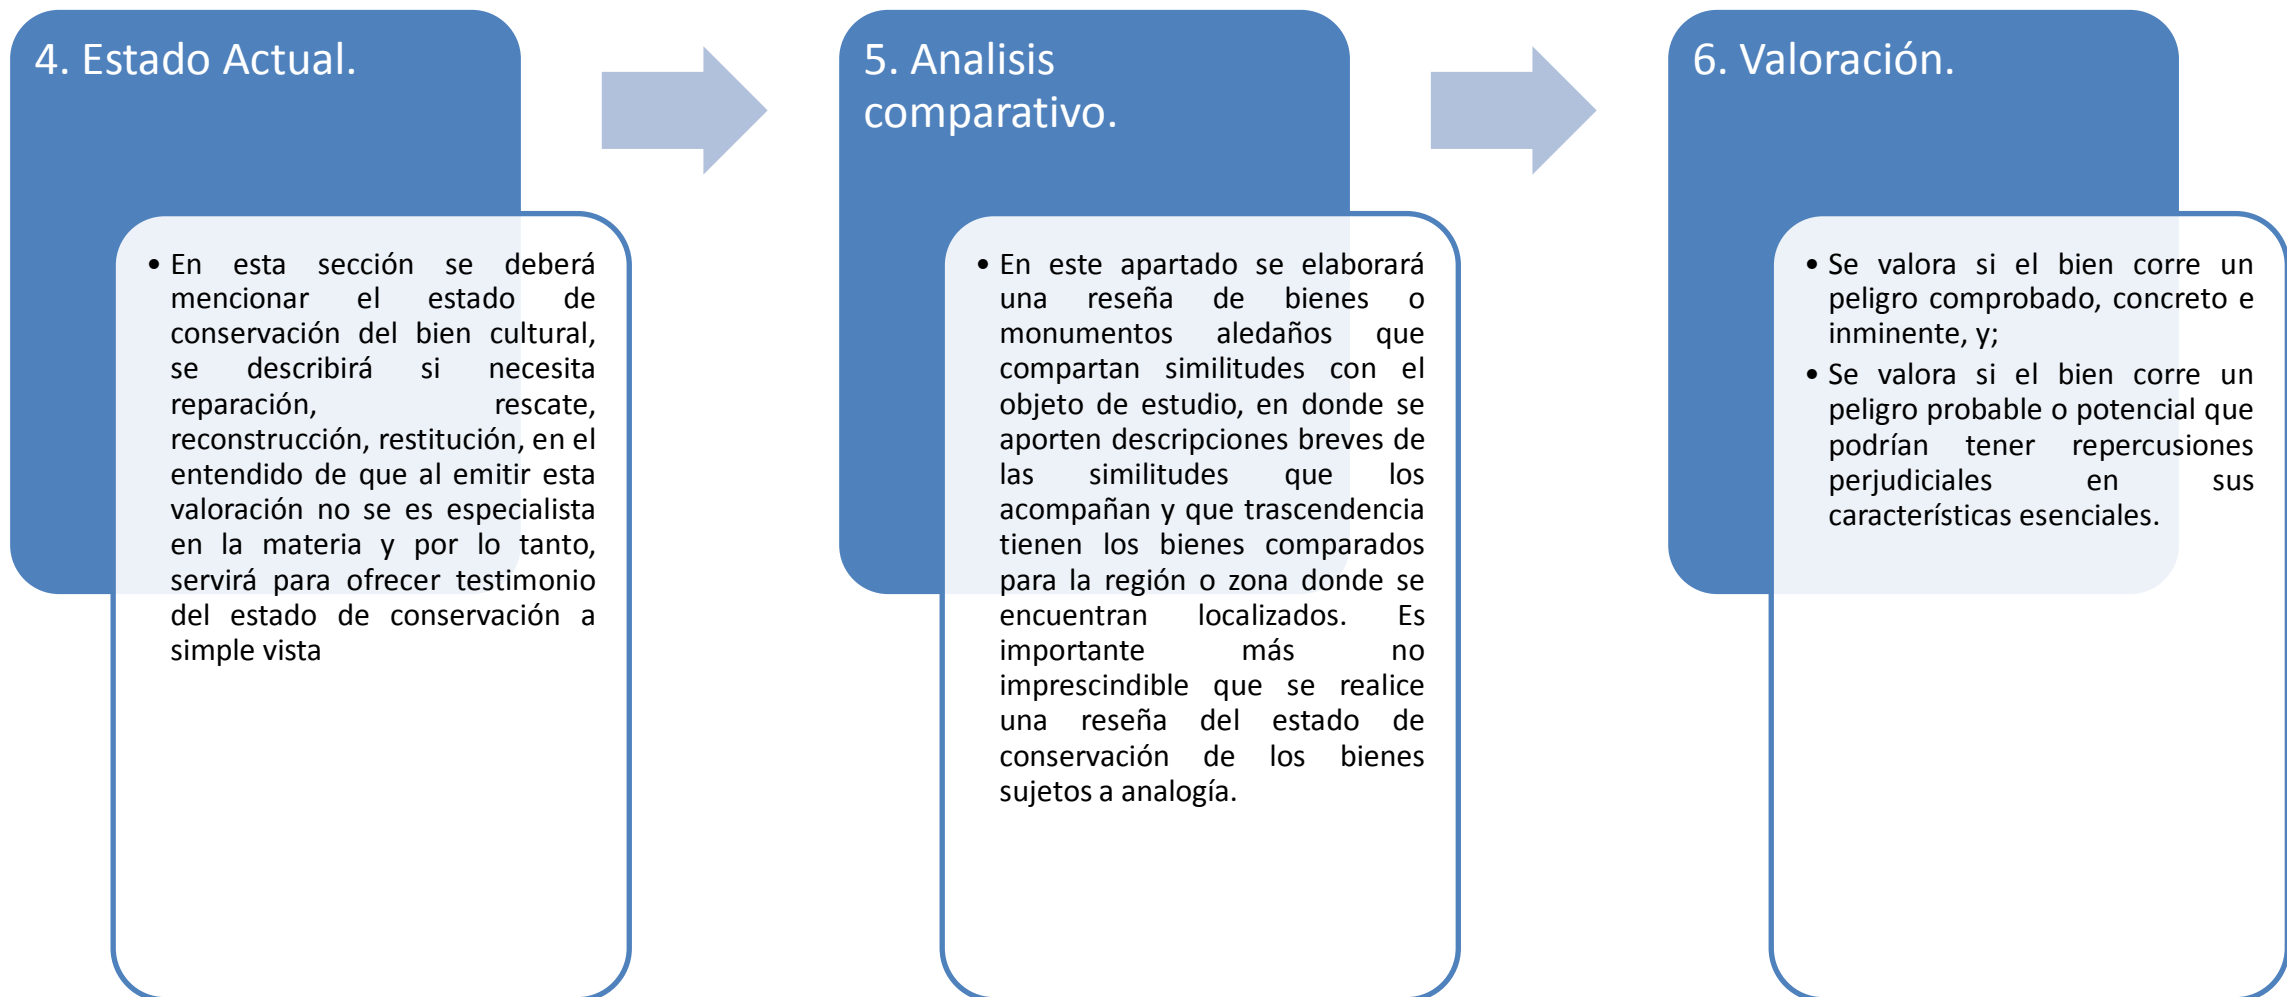 4. Estado Actual.
• En esta sección se deberá
mencionar el estado de
conservación del bien cultural,
se describirá si necesita
reparación, rescate,
reconstrucción, restitución, en el
entendido de que al emitir esta
valoración no se es especialista
en la materia y por lo tanto,
servirá para ofrecer testimonio
del estado de conservación a
simple vista
5. Analisis
comparativo.
• En este apartado se elaborará
una reseña de bienes o
monumentos aledaños que
compartan similitudes con el
objeto de estudio, en donde se
aporten descripciones breves de
las similitudes que los
acompañan y que trascendencia
tienen los bienes comparados
para la región o zona donde se
encuentran localizados. Es
importante más no
imprescindible que se realice
una reseña del estado de
conservación de los bienes
sujetos a analogía.
6. Valoración.
• Se valora si el bien corre un
peligro comprobado, concreto e
inminente, y;
• Se valora si el bien corre un
peligro probable o potencial que
podrían tener repercusiones
perjudiciales en sus
características esenciales.